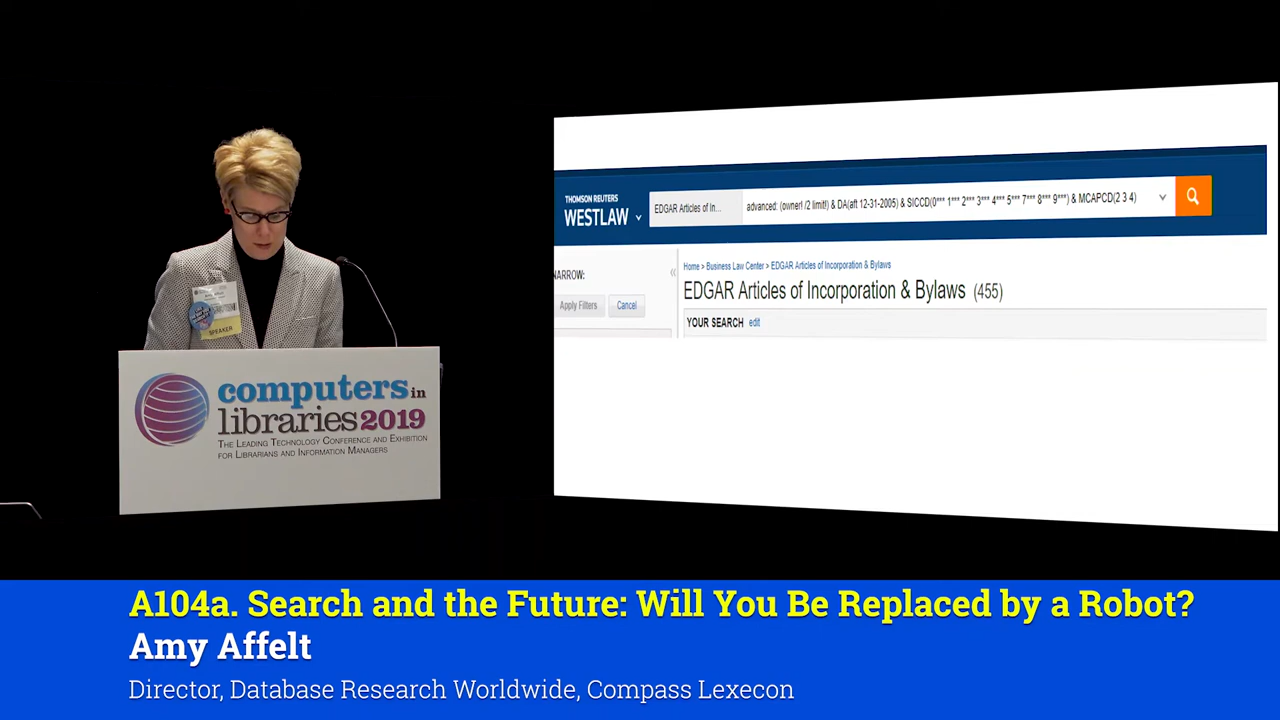 THOMSON REUTERS
WESTLAW
EDGAR Articles of In...
advanced: (owner! /2 limit!) & DA(aft 12-31-2005) & SICCD(0*** 1*** 2*** 3*** 4*** 5*** 7*** 8*** 9***) & MCAPCD(2 3 4)
NARROW:
Apply Filters
Cancel
Home > Business Law Center > EDGAR Articles of Incorporation & Bylaws
EDGAR Articles of Incorporation & Bylaws (455)
YOUR SEARCH edit
SPEAKER
computers in
libraries 2019
The Leading Technology Conference and Exhibition
for Librarians and Information Managers
A104a. Search and the Future: Will You Be Replaced by a Robot?
Amy Affelt
Director, Database Research Worldwide, Compass Lexecon